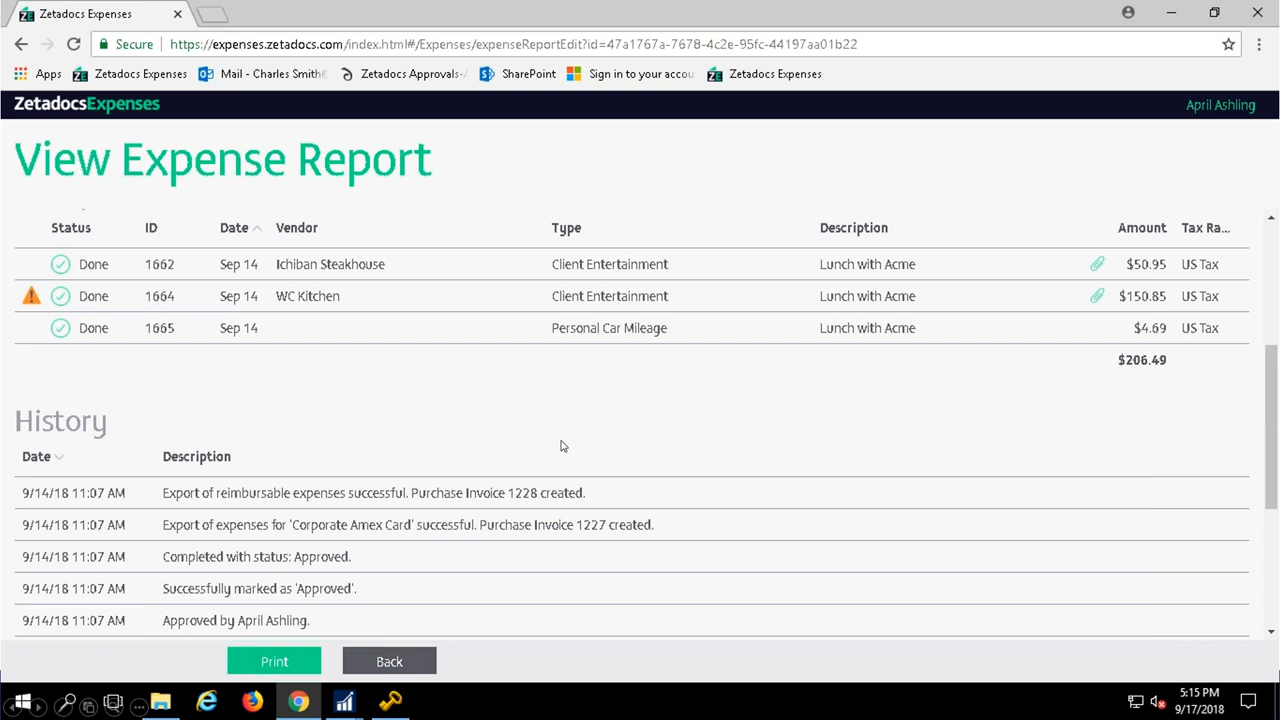 Zetadocs Expenses
Secure https://expenses.zetadocs.com/index.html#/Expenses/expenseReportEdit?id=47a1767a-7678-4c2e-95fc-44197aa01b22
Apps Zetadocs Expenses Mail - Charles Smith Zetadocs Approvals- SharePoint Sign in to your accou Zetadocs Expenses
ZetadocsExpenses April Ashling
View Expense Report
Status ID Date Vendor Type Description Amount Tax Ra...
Done 1662 Sep 14 Ichiban Steakhouse Client Entertainment Lunch with Acme $50.95 US Tax
Done 1664 Sep 14 WC Kitchen Client Entertainment Lunch with Acme $150.85 US Tax
Done 1665 Sep 14 Personal Car Mileage Lunch with Acme $4.69 US Tax
$206.49
History
Date Description
9/14/18 11:07 AM Export of reimbursable expenses successful. Purchase Invoice 1228 created.
9/14/18 11:07 AM Export of expenses for 'Corporate Amex Card' successful. Purchase Invoice 1227 created.
9/14/18 11:07 AM Completed with status: Approved.
9/14/18 11:07 AM Successfully marked as 'Approved'.
9/14/18 11:07 AM Approved by April Ashling.
Print Back
5:15 PM
9/17/2018